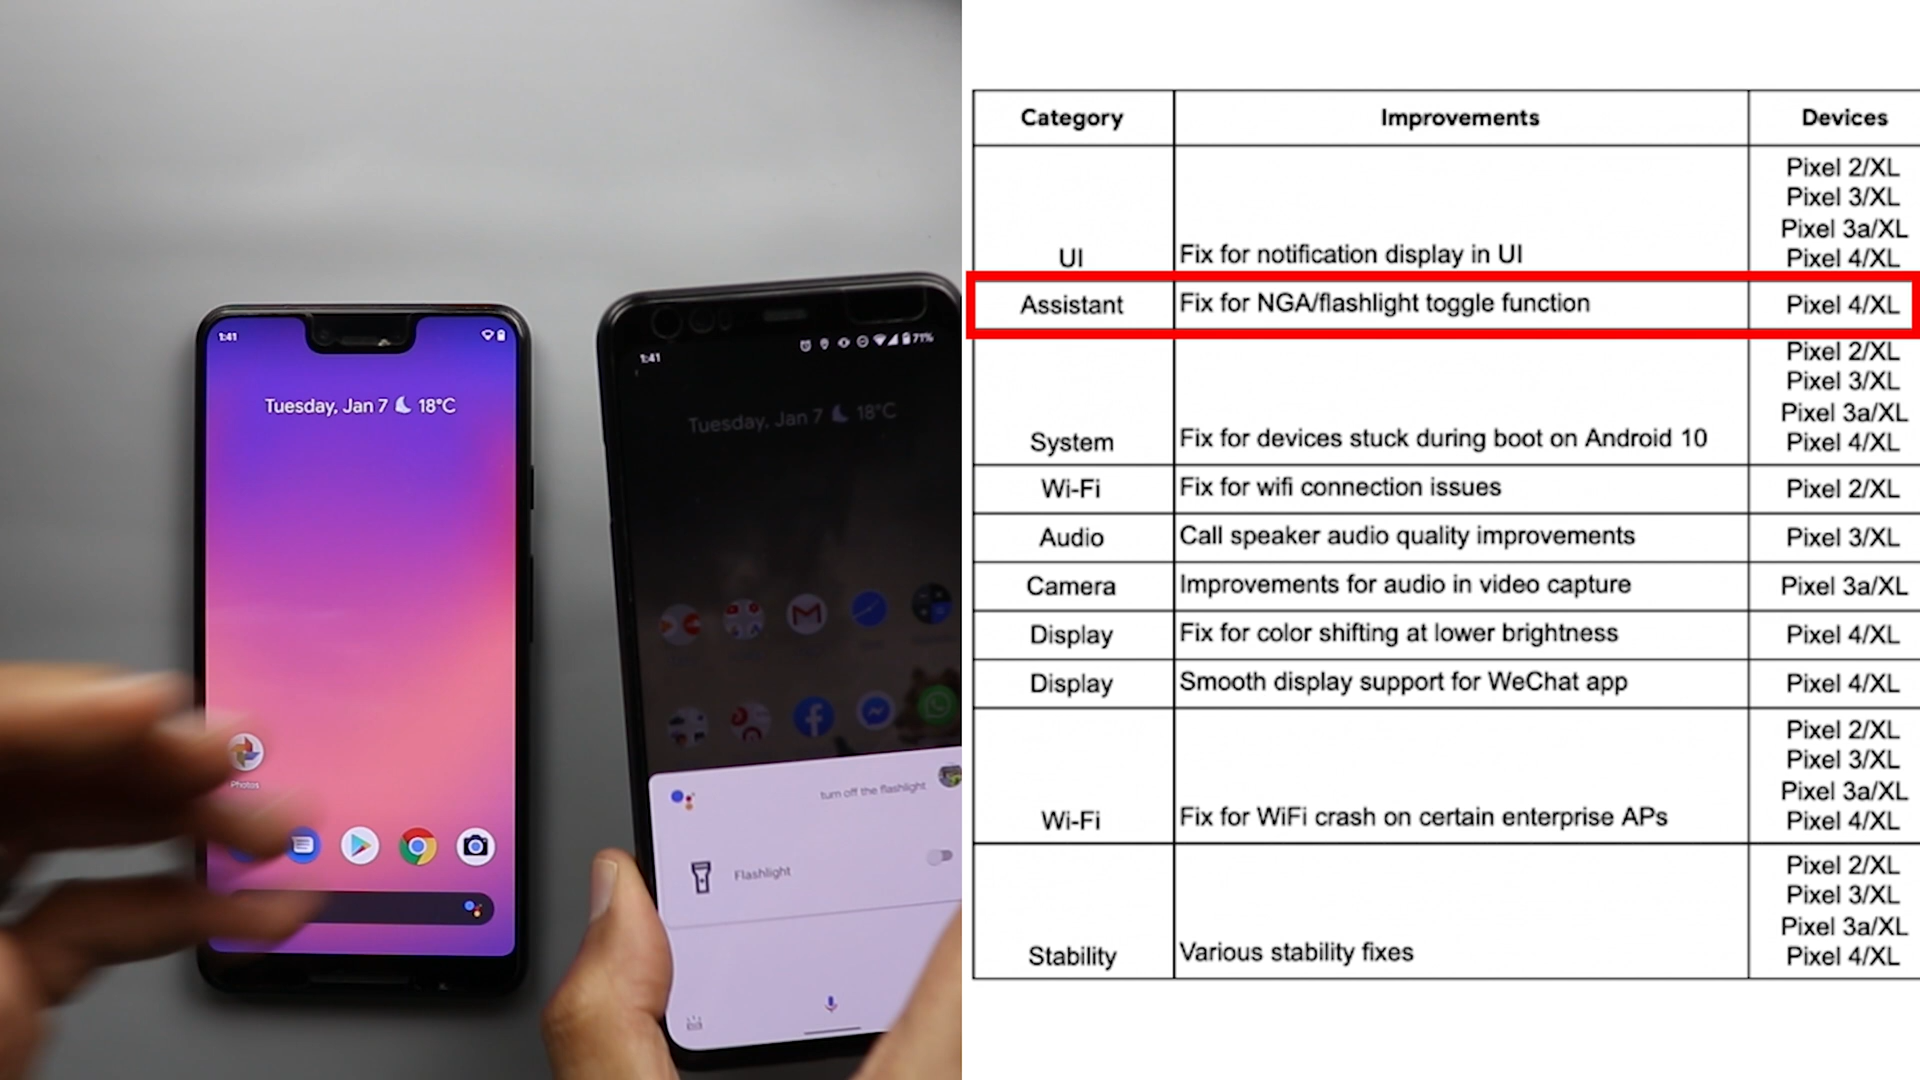 1:41
Tuesday, Jan 7 18°C
Photos
1:41
71%
Tuesday, Jan 7 18°C
turn off the flashlight
Flashlight
Category Improvements Devices
Pixel 2/XL
Pixel 3/XL
Pixel 3a/XL
UI Fix for notification display in UI Pixel 4/XL
Assistant Fix for NGA/flashlight toggle function Pixel 4/XL
Pixel 2/XL
Pixel 3/XL
Pixel 3a/XL
System Fix for devices stuck during boot on Android 10 Pixel 4/XL
Wi-Fi Fix for wifi connection issues Pixel 2/XL
Audio Call speaker audio quality improvements Pixel 3/XL
Camera Improvements for audio in video capture Pixel 3a/XL
Display Fix for color shifting at lower brightness Pixel 4/XL
Display Smooth display support for WeChat app Pixel 4/XL
Pixel 2/XL
Pixel 3/XL
Pixel 3a/XL
Wi-Fi Fix for WiFi crash on certain enterprise APs Pixel 4/XL
Pixel 2/XL
Pixel 3/XL
Pixel 3a/XL
Stability Various stability fixes Pixel 4/XL